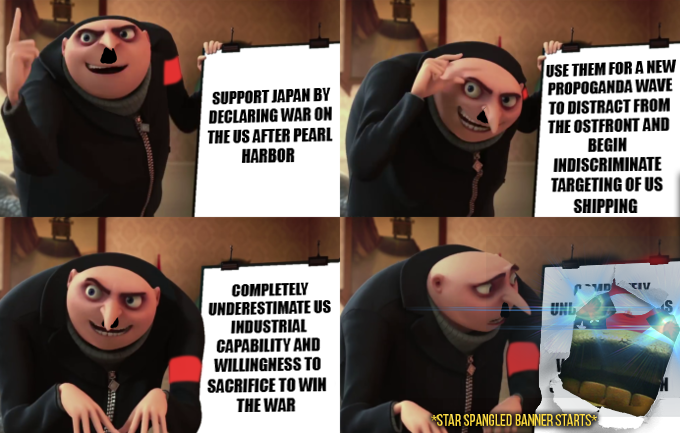 SUPPORT JAPAN BY
DECLARING WAR ON
THE US AFTER PEARL
HARBOR
USE THEM FOR A NEW
PROPOGANDA WAVE
TO DISTRACT FROM
THE OSTFRONT AND
BEGIN
INDISCRIMINATE
TARGETING OF US
SHIPPING
COMPLETELY
UNDERESTIMATE US
INDUSTRIAL
CAPABILITY AND
WILLINGNESS TO
SACRIFICE TO WIN
THE WAR
*STAR SPANGLED BANNER STARTS*